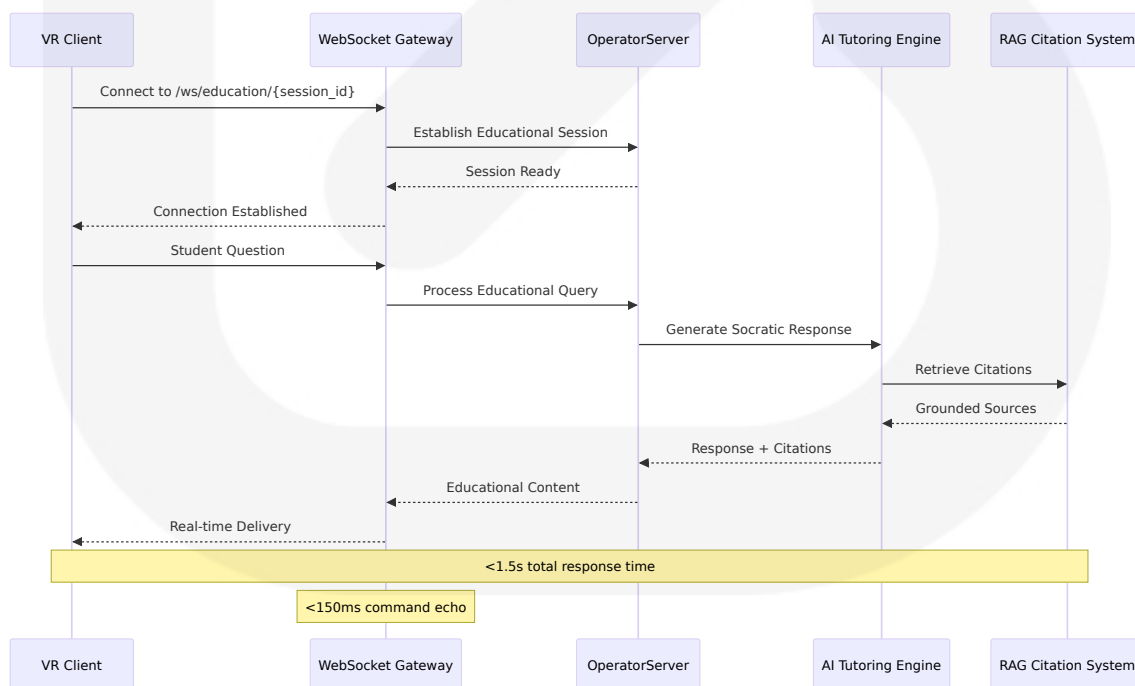 VR Client
WebSocket Gateway
OperatorServer
AI Tutoring Engine
RAG Citation System
Connect to /ws/education/{session_id}
Establish Educational Session
Session Ready
Connection Established
Student Question
Process Educational Query
Generate Socratic Response
Retrieve Citations
Grounded Sources
Response + Citations
Educational Content
Real-time Delivery
<1.5s total response time
<150ms command echo
VR Client
WebSocket Gateway
OperatorServer
AI Tutoring Engine
RAG Citation System